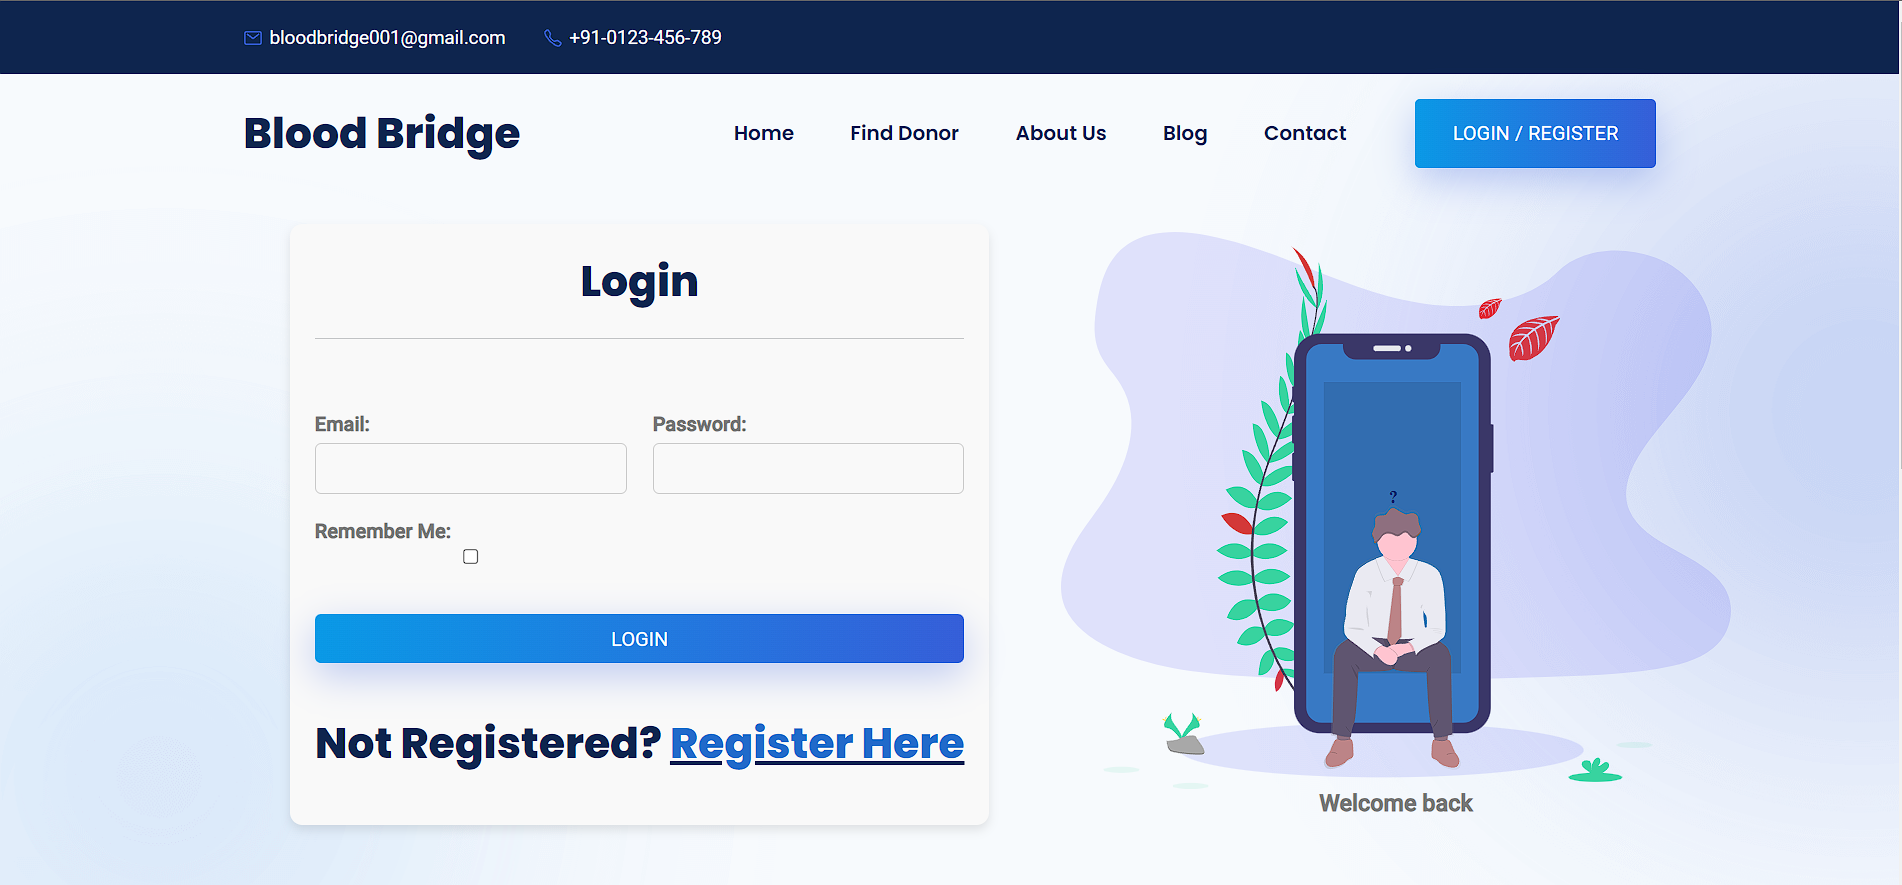 bloodbridge001@gmail.com +91-0123-456-789
Blood Bridge Home Find Donor About Us Blog Contact LOGIN / REGISTER
Login
Email: Password:
Remember Me:
LOGIN
Not Registered? Register Here
?
Welcome back